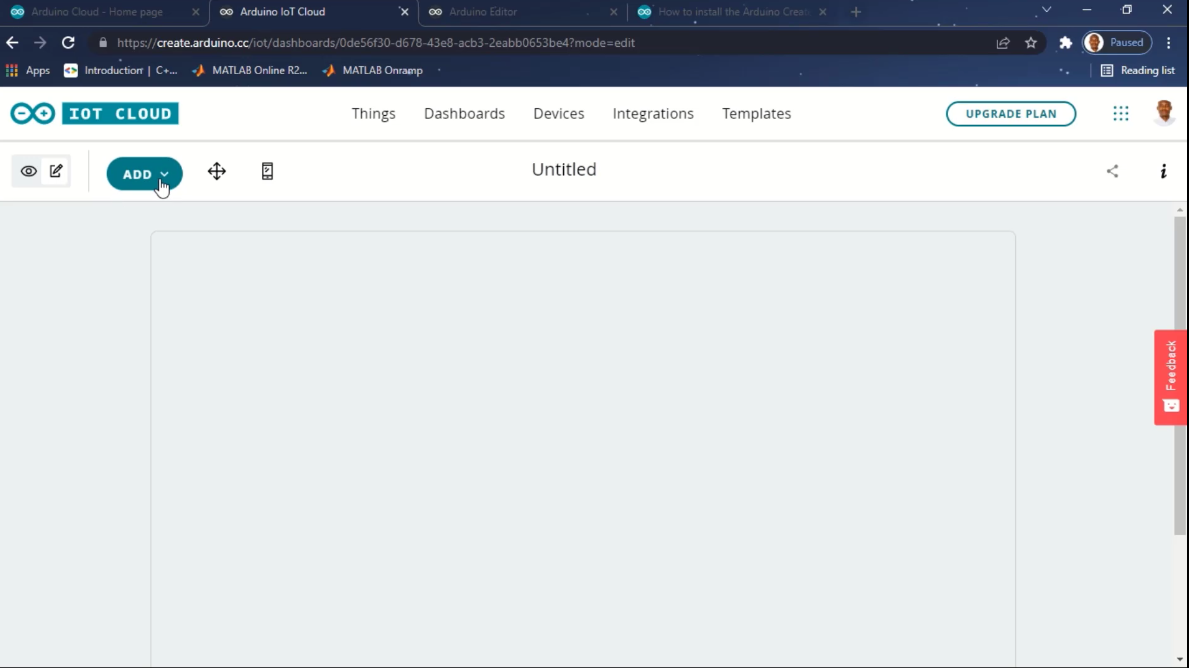 Arduino Cloud - Home page
Arduino IoT Cloud
Arduino Editor
How to install the Arduino Creat
https://create.arduino.cc/iot/dashboards/0de56f30-d678-43e8-acb3-2eabb0653be4?mode=edit
Paused
Apps
Introduction | C+...
MATLAB Online R2...
MATLAB Onramp
Reading list
IOT CLOUD
Things
Dashboards
Devices
Integrations
Templates
UPGRADE PLAN
ADD
Untitled
i
Feedback